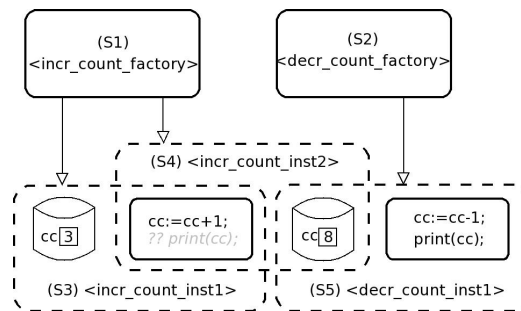 (S1)
<incr_count_factory>
(S2)
<decr_count_factory>
(S4) <incr_count_inst2>
cc 3
cc:=cc+1;
?? print(cc);
cc 8
cc:=cc-1;
print(cc);
(S3) <incr_count_inst1>
(S5) <decr_count_inst1>